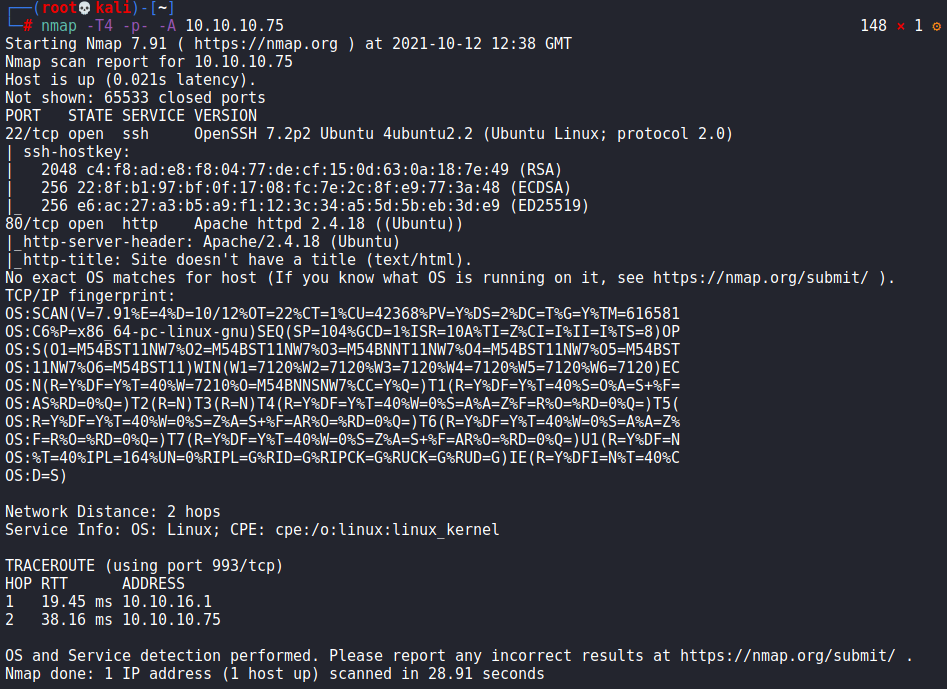 ┌──(root💀kali)-[~]
└─# nmap -T4 -p- -A 10.10.10.75 148 ⨯ 1 ⚙
Starting Nmap 7.91 ( https://nmap.org ) at 2021-10-12 12:38 GMT
Nmap scan report for 10.10.10.75
Host is up (0.021s latency).
Not shown: 65533 closed ports
PORT   STATE SERVICE VERSION
22/tcp open  ssh     OpenSSH 7.2p2 Ubuntu 4ubuntu2.2 (Ubuntu Linux; protocol 2.0)
| ssh-hostkey:
|   2048 c4:f8:ad:e8:f8:04:77:de:cf:15:0d:63:0a:18:7e:49 (RSA)
|   256 22:8f:b1:97:bf:0f:17:08:fc:7e:2c:8f:e9:77:3a:48 (ECDSA)
|_  256 e6:ac:27:a3:b5:a9:f1:12:3c:34:a5:5d:5b:eb:3d:e9 (ED25519)
80/tcp open  http    Apache httpd 2.4.18 ((Ubuntu))
|_http-server-header: Apache/2.4.18 (Ubuntu)
|_http-title: Site doesn't have a title (text/html).
No exact OS matches for host (If you know what OS is running on it, see https://nmap.org/submit/ ).
TCP/IP fingerprint:
OS:SCAN(V=7.91%E=4%D=10/12%OT=22%CT=1%CU=42368%PV=Y%DS=2%DC=T%G=Y%TM=616581
OS:C6%P=x86_64-pc-linux-gnu)SEQ(SP=104%GCD=1%ISR=10A%TI=Z%CI=I%II=I%TS=8)OP
OS:S(O1=M54BST11NW7%O2=M54BST11NW7%O3=M54BNNT11NW7%O4=M54BST11NW7%O5=M54BST
OS:11NW7%O6=M54BST11)WIN(W1=7120%W2=7120%W3=7120%W4=7120%W5=7120%W6=7120)EC
OS:N(R=Y%DF=Y%T=40%W=7210%O=M54BNNSNW7%CC=Y%Q=)T1(R=Y%DF=Y%T=40%S=O%A=S+%F=
OS:AS%RD=0%Q=)T2(R=N)T3(R=N)T4(R=Y%DF=Y%T=40%W=0%S=A%A=Z%F=R%O=%RD=0%Q=)T5(
OS:R=Y%DF=Y%T=40%W=0%S=Z%A=S+%F=AR%O=%RD=0%Q=)T6(R=Y%DF=Y%T=40%W=0%S=A%A=Z%
OS:F=R%O=%RD=0%Q=)T7(R=Y%DF=Y%T=40%W=0%S=Z%A=S+%F=AR%O=%RD=0%Q=)U1(R=Y%DF=N
OS:%T=40%IPL=164%UN=0%RIPL=G%RID=G%RIPCK=G%RUCK=G%RUD=G)IE(R=Y%DFI=N%T=40%C
OS:D=S)
Network Distance: 2 hops
Service Info: OS: Linux; CPE: cpe:/o:linux:linux_kernel
TRACEROUTE (using port 993/tcp)
HOP RTT      ADDRESS
1   19.45 ms 10.10.16.1
2   38.16 ms 10.10.10.75
OS and Service detection performed. Please report any incorrect results at https://nmap.org/submit/ .
Nmap done: 1 IP address (1 host up) scanned in 28.91 seconds